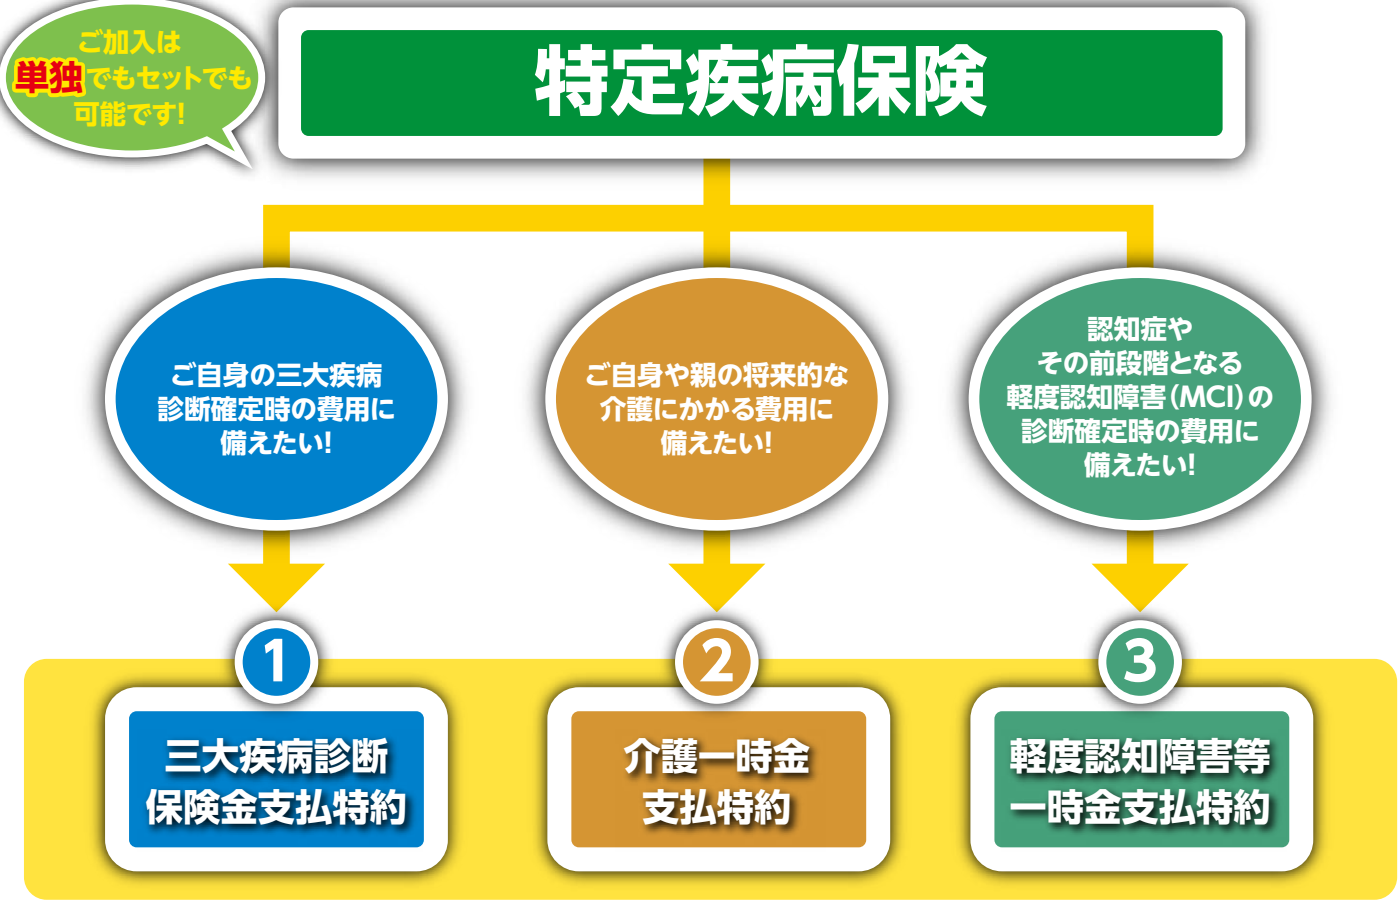 ご加入は
単独でもセットでも
可能です!
特定疾病保険
ご自身の三大疾病
診断確定時の費用に
備えたい!
ご自身や親の将来的な
介護にかかる費用に
備えたい!
認知症や
その前段階となる
軽度認知障害(MCI)の
診断確定時の費用に
備えたい!
1
三大疾病診断
保険金支払特約
2
介護一時金
支払特約
3
軽度認知障害等
一時金支払特約